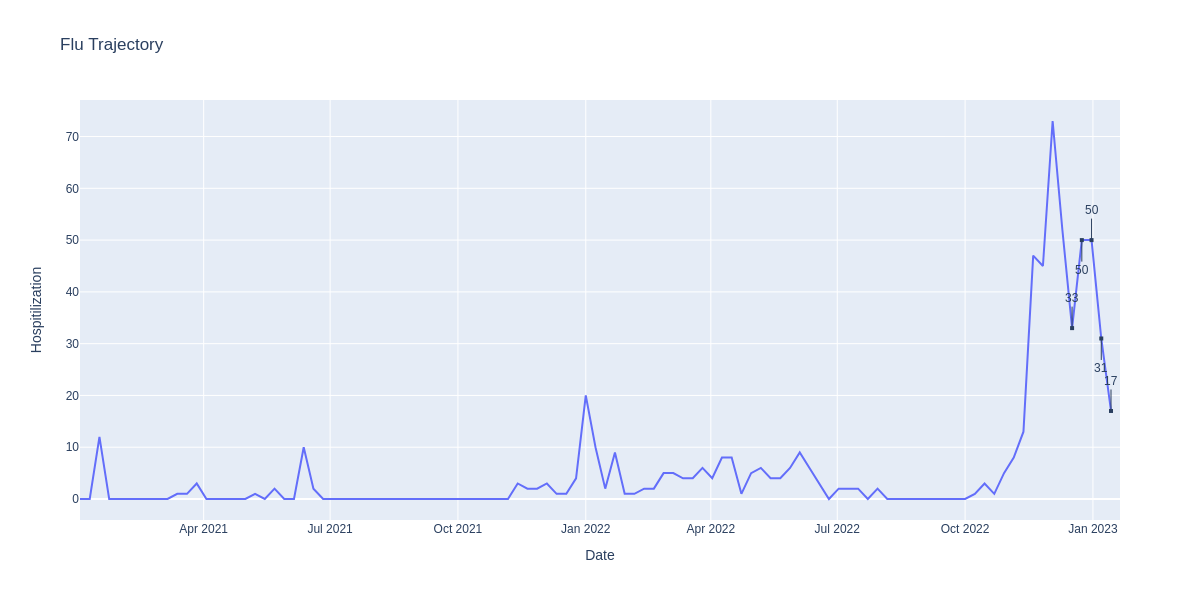 Flu Trajectory
70
60
50
40
30
20
10
0
50
50
33
31
17
Apr 2021
Jul 2021
Oct 2021
Jan 2022
Apr 2022
Jul 2022
Oct 2022
Jan 2023
Date
Hospitilization